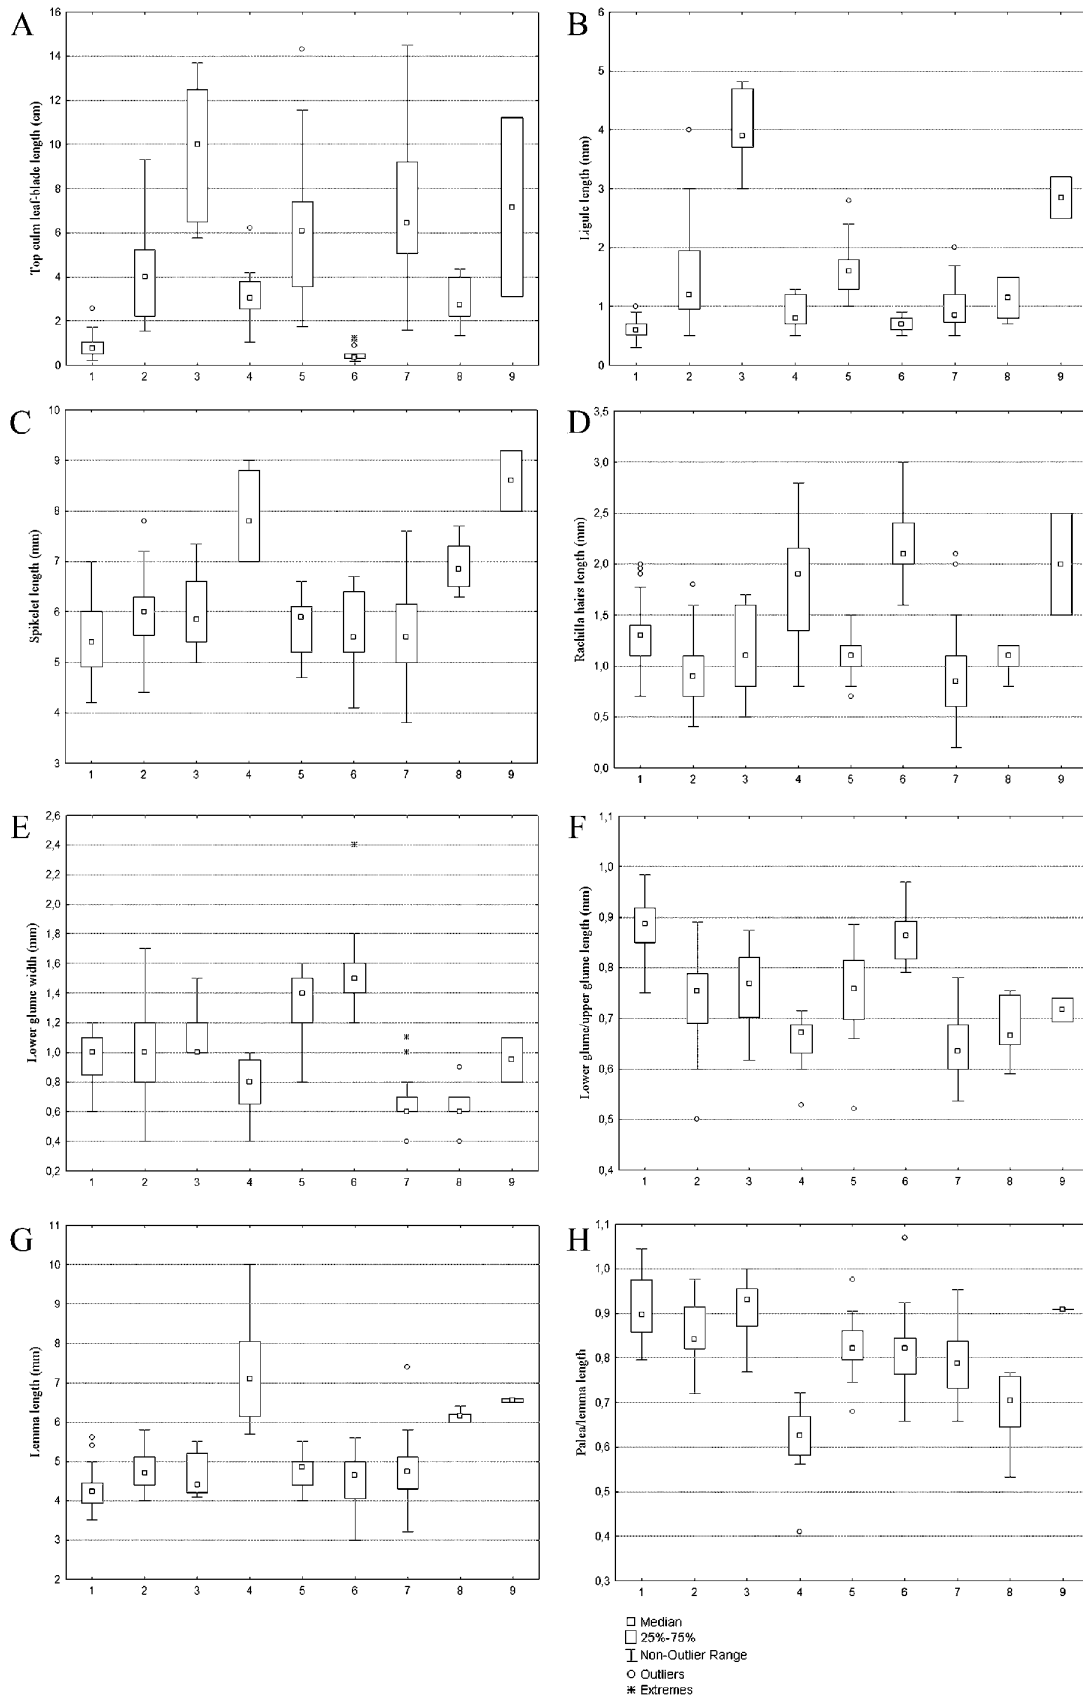 A
Top culm leaf-blade length (cm)
16
14
12
10
8
6
4
2
0
1 2 3 4 5 6 7 8 9
B
Ligule length (mm)
6
5
4
3
2
1
0
1 2 3 4 5 6 7 8 9
C
Spikelet length (mm)
10
9
8
7
6
5
4
3
1 2 3 4 5 6 7 8 9
D
Rachilla hairs length (mm)
3,5
3,0
2,5
2,0
1,5
1,0
0,5
0,0
1 2 3 4 5 6 7 8 9
E
Lower glume width (mm)
2,6
2,4
2,2
2,0
1,8
1,6
1,4
1,2
1,0
0,8
0,6
0,4
0,2
1 2 3 4 5 6 7 8 9
F
Lower glume/upper glume length (mm)
1,1
1,0
0,9
0,8
0,7
0,6
0,5
0,4
1 2 3 4 5 6 7 8 9
G
Lemma length (mm)
11
10
9
8
7
6
5
4
3
2
1 2 3 4 5 6 7 8 9
H
Palea/lemma length
1,1
1,0
0,9
0,8
0,7
0,6
0,5
0,4
0,3
1 2 3 4 5 6 7 8 9
Median
25%-75%
Non-Outlier Range
Outliers
Extremes